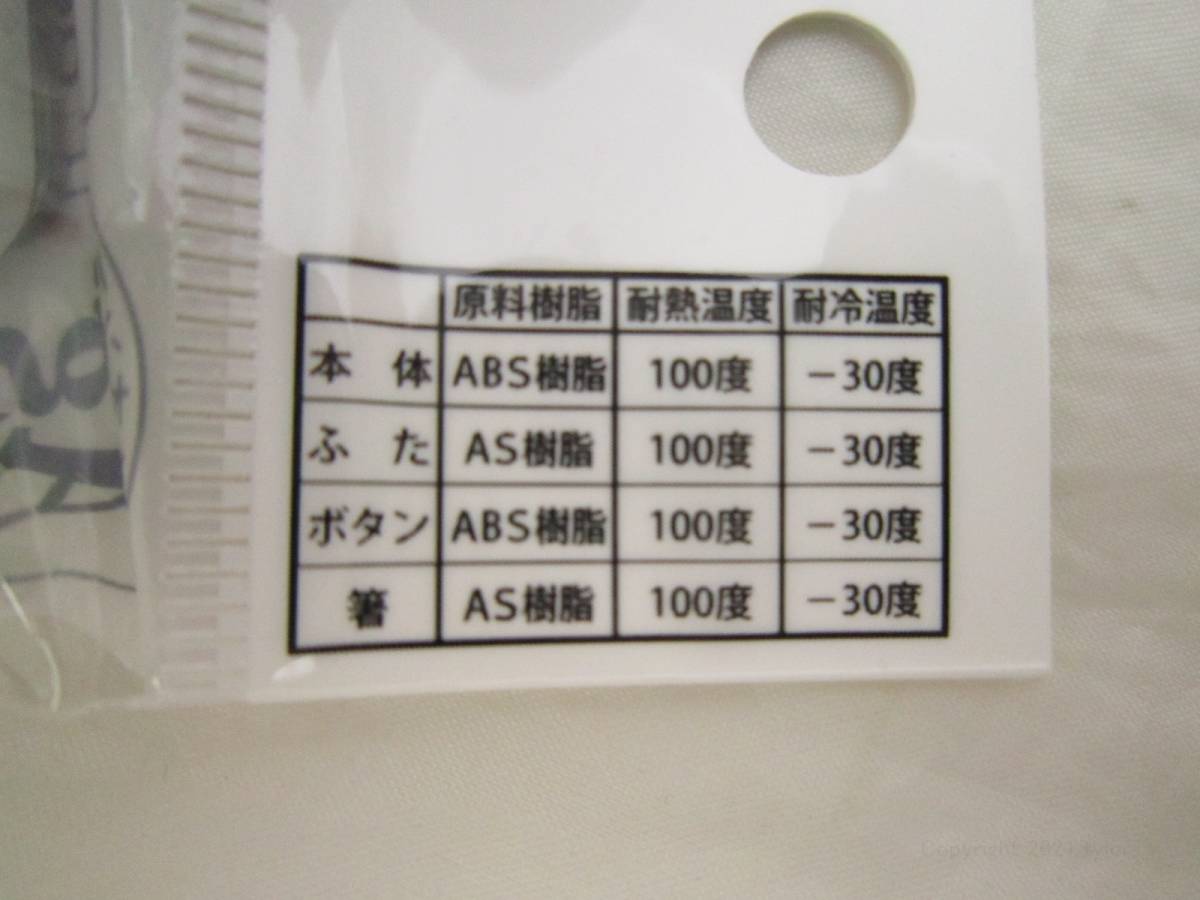 原料樹脂 耐熱温度 耐冷温度
本体 ABS樹脂 100度 －30度
ふた AS樹脂 100度 －30度
ボタン ABS樹脂 100度 －30度
箸 AS樹脂 100度 －30度